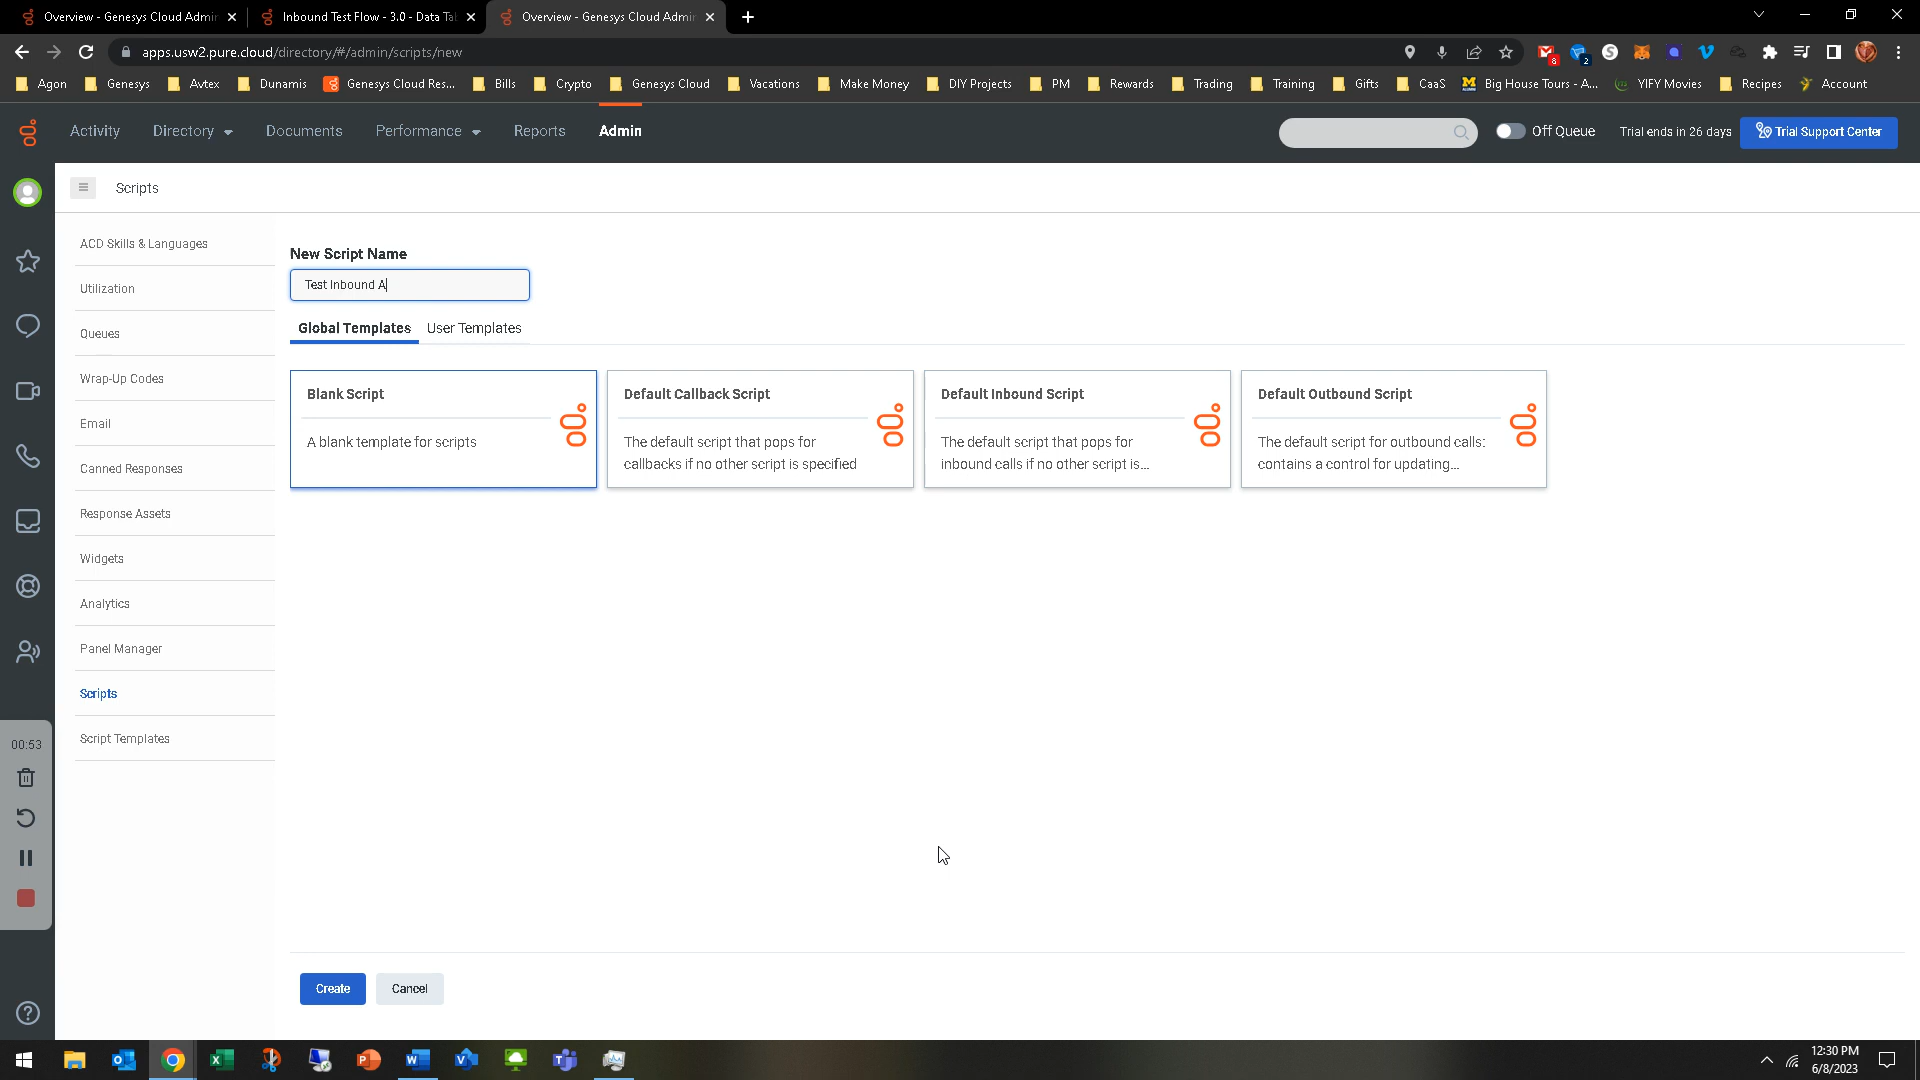 Overview - Genesys Cloud Admin
Inbound Test Flow - 3.0 - Data Tab
Overview - Genesys Cloud Admin
apps.usw2.pure.cloud/directory/#/admin/scripts/new
8
2
Agon
Genesys
Avtex
Dunamis
Genesys Cloud Res...
Bills
Crypto
Genesys Cloud
Vacations
Make Money
DIY Projects
PM
Rewards
Trading
Training
Gifts
CaaS
Big House Tours - A...
YIFY Movies
Recipes
Account
Activity
Directory
Documents
Performance
Reports
Admin
Off Queue
Trial ends in 26 days
Trial Support Center
Scripts
ACD Skills & Languages
Utilization
Queues
Wrap-Up Codes
Email
Canned Responses
Response Assets
Widgets
Analytics
Panel Manager
Scripts
Script Templates
New Script Name
Test Inbound A
Global Templates
User Templates
Blank Script
A blank template for scripts
Default Callback Script
The default script that pops for
callbacks if no other script is specified
Default Inbound Script
The default script that pops for
inbound calls if no other script is...
Default Outbound Script
The default script for outbound calls:
contains a control for updating...
00:53
Create
Cancel
12:30 PM
6/8/2023